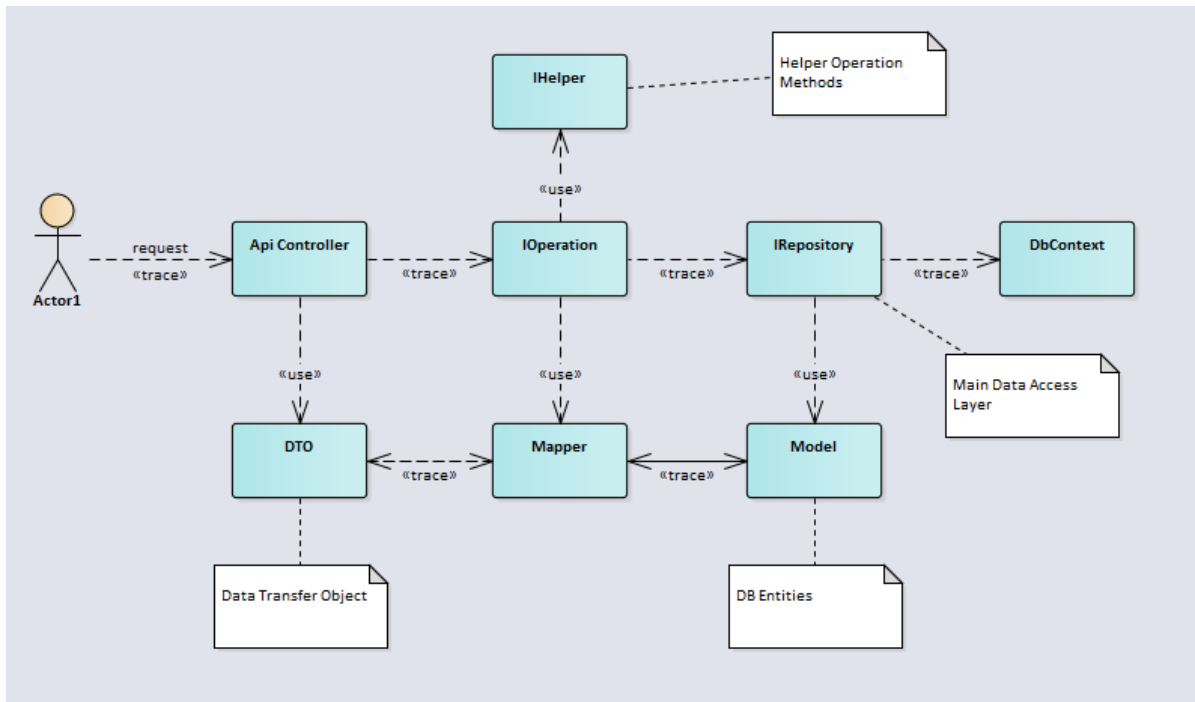 IHelper
Helper Operation
Methods
«use»
request
«trace»
Actor1
Api Controller
«trace»
IOperation
«trace»
IRepository
«trace»
DbContext
«use»
«use»
«use»
Main Data Access
Layer
DTO
«trace»
Mapper
«trace»
Model
Data Transfer Object
DB Entities